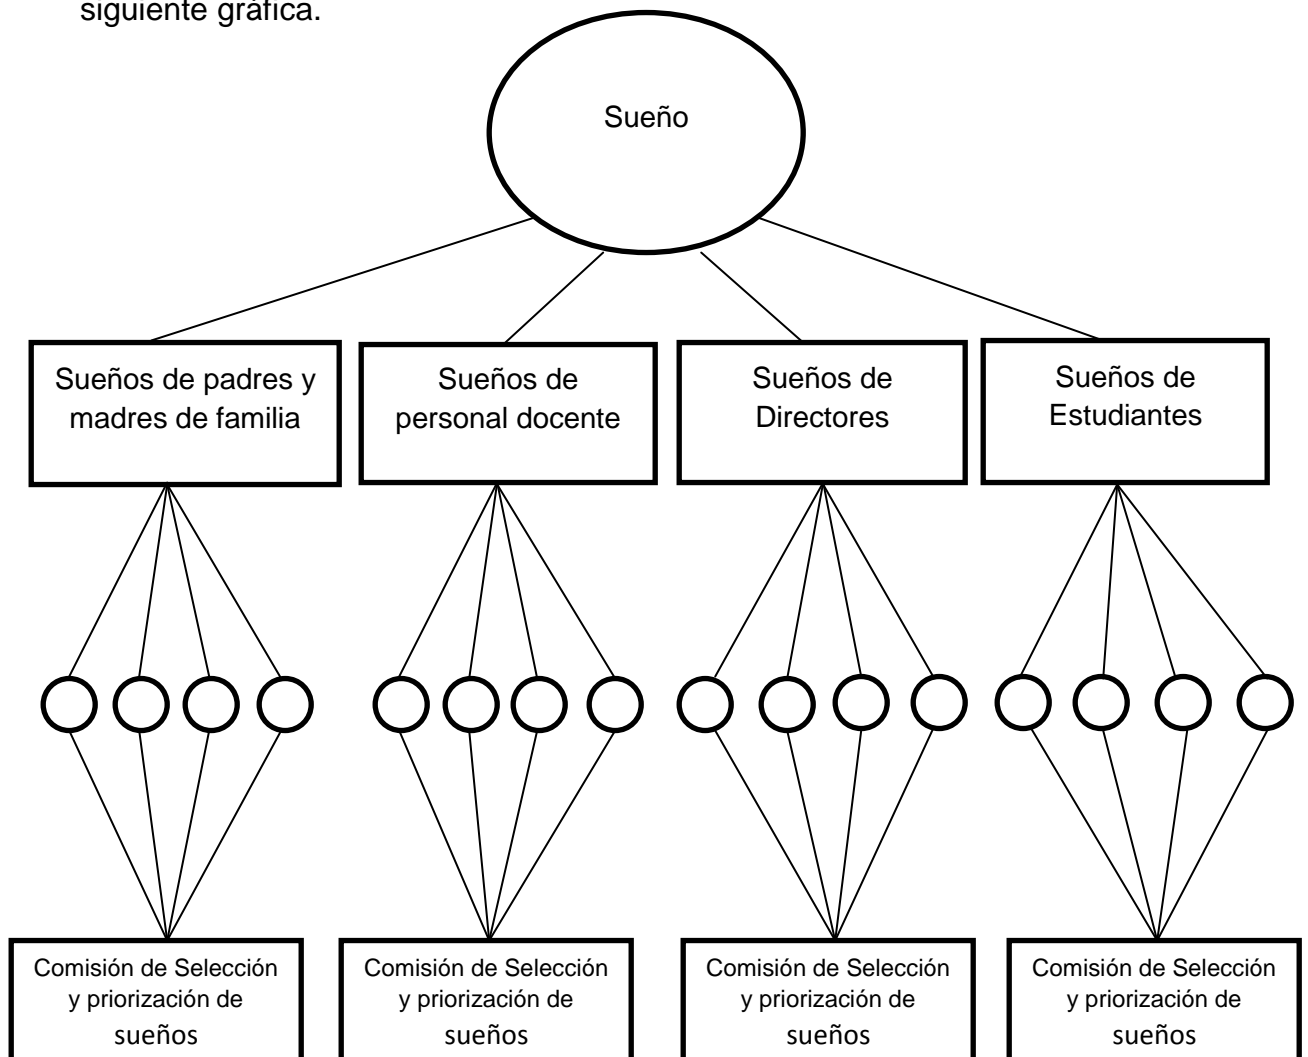 siguiente gráfica.
Sueño
Sueños de padres y
madres de familia
Sueños de
personal docente
Sueños de
Directores
Sueños de
Estudiantes
Comisión de Selección
y priorización de
sueños
Comisión de Selección
y priorización de
sueños
Comisión de Selección
y priorización de
sueños
Comisión de Selección
y priorización de
sueños